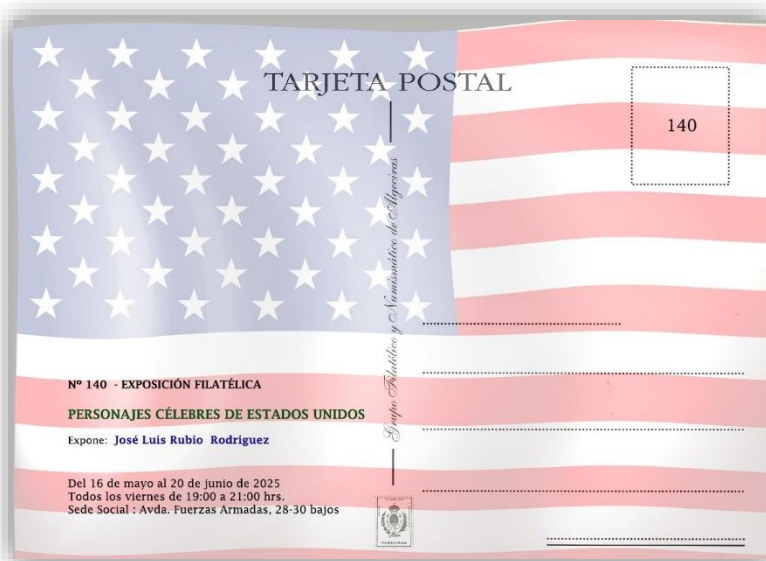 TARJETA POSTAL
140
Grupo Filatélico y Numismático de Algeciras
Nº 140 - EXPOSICIÓN FILATÉLICA
PERSONAJES CÉLEBRES DE ESTADOS UNIDOS
Expone: José Luis Rubio Rodriguez
Del 16 de mayo al 20 de junio de 2025
Todos los viernes de 19:00 a 21:00 hrs.
Sede Social : Avda. Fuerzas Armadas, 28-30 bajos